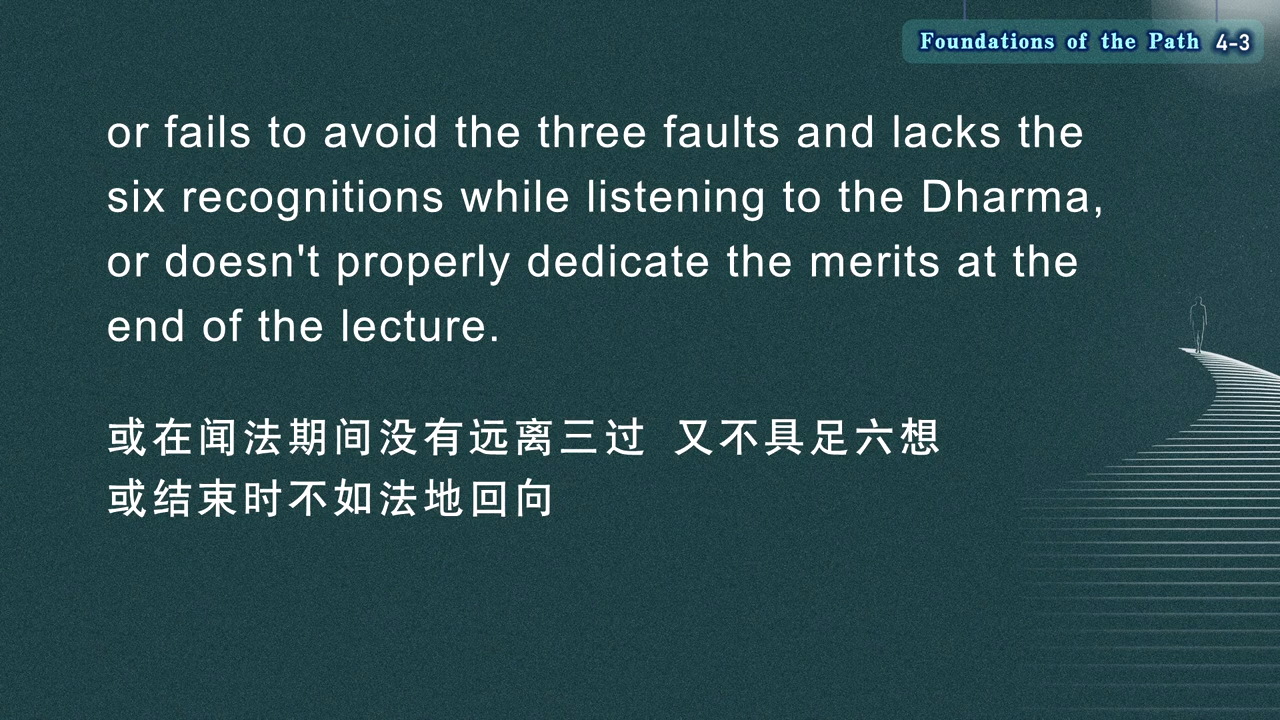 Foundations of the Path 4-3
or fails to avoid the three faults and lacks the
six recognitions while listening to the Dharma,
or doesn't properly dedicate the merits at the
end of the lecture.
或在闻法期间没有远离三过 又不具足六想
或结束时不如法地回向